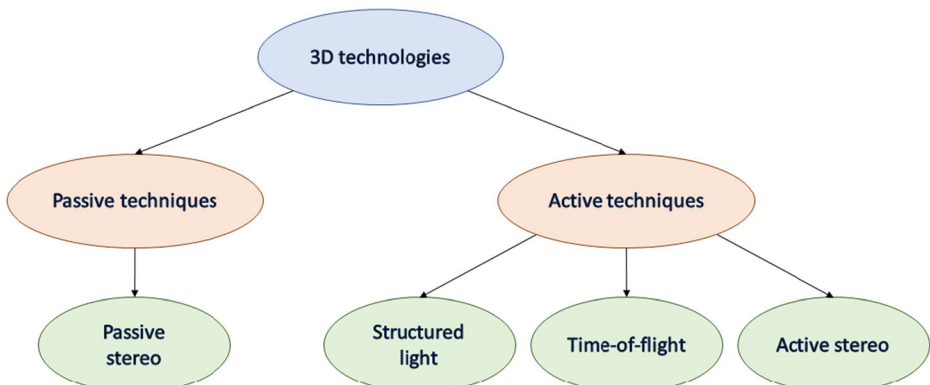 3D technologies
Passive techniques
Active techniques
Passive
stereo
Structured
light
Time-of-flight
Active stereo